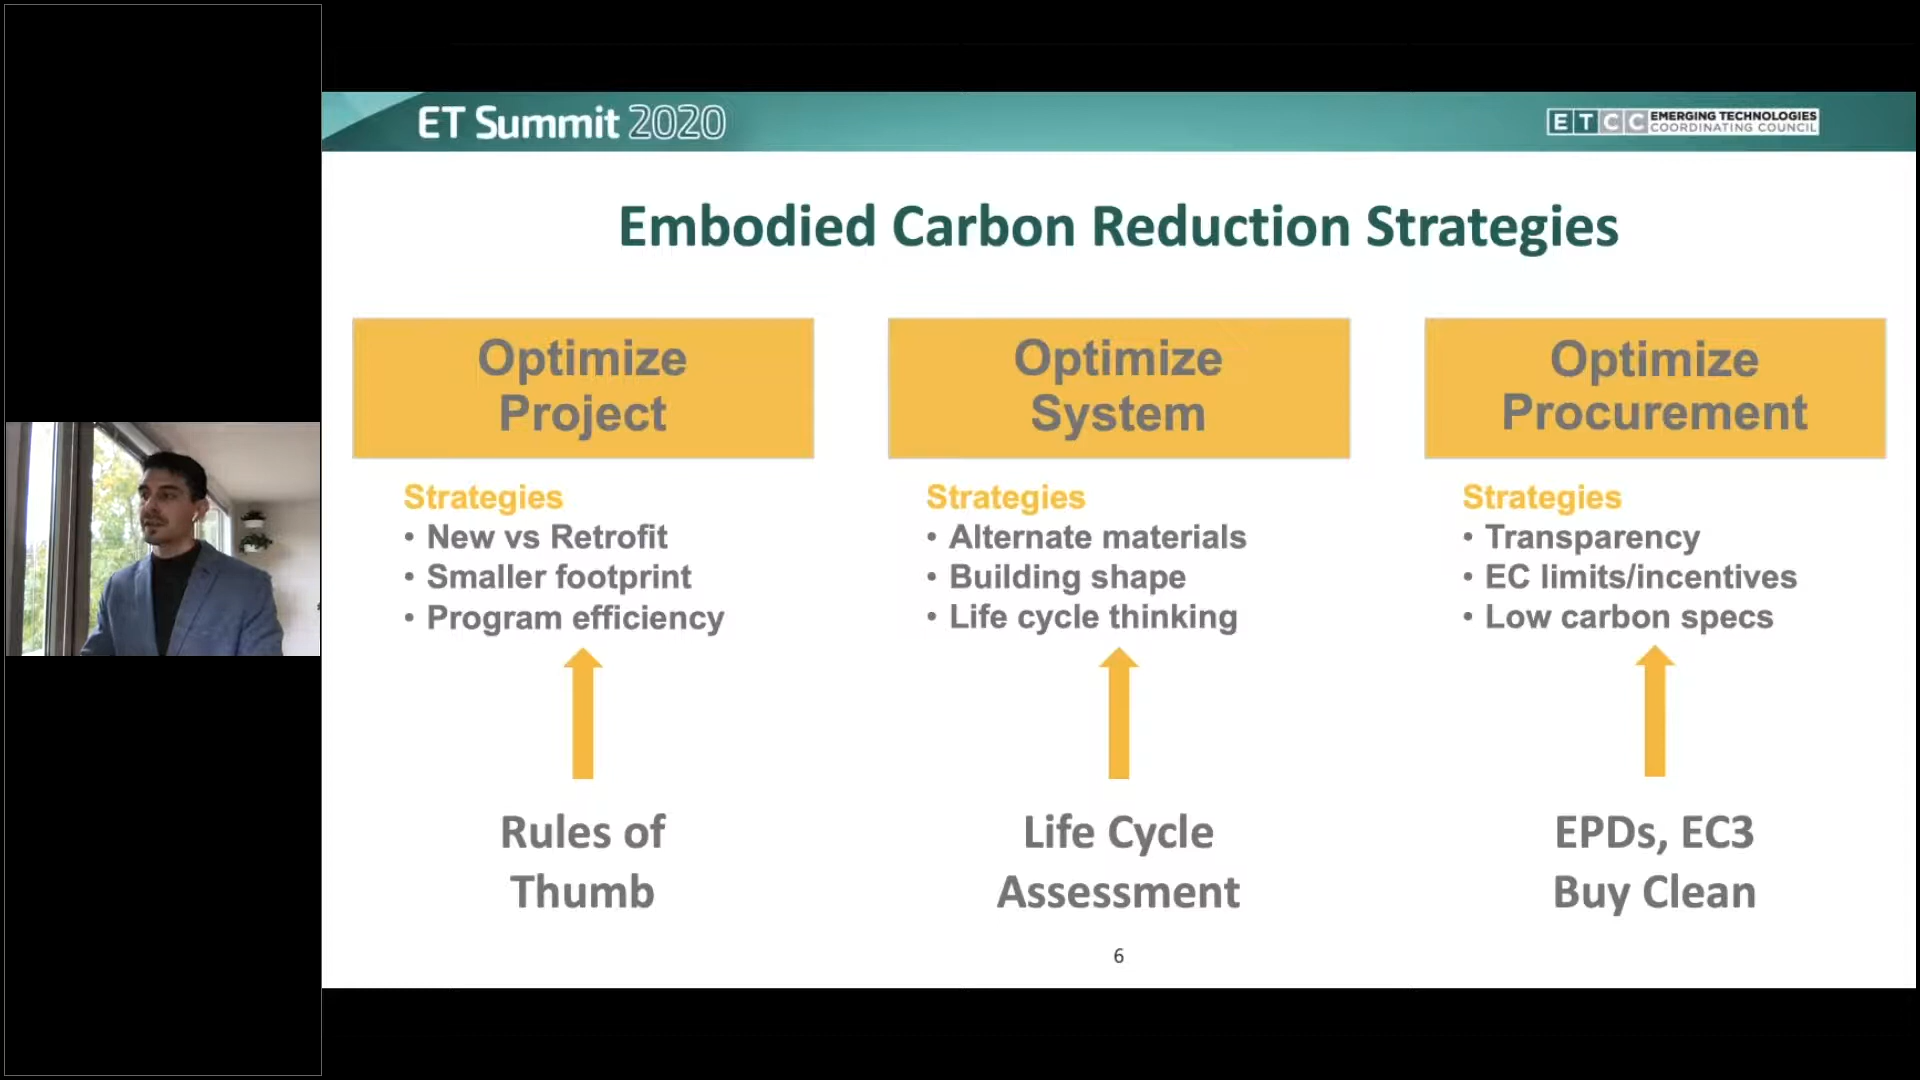 ET Summit 2020
ETCC EMERGING TECHNOLOGIES
COORDINATING COUNCIL
Embodied Carbon Reduction Strategies
Optimize
Project
Strategies
• New vs Retrofit
• Smaller footprint
• Program efficiency
Rules of
Thumb
Optimize
System
Strategies
• Alternate materials
• Building shape
• Life cycle thinking
Life Cycle
Assessment
Optimize
Procurement
Strategies
• Transparency
• EC limits/incentives
• Low carbon specs
EPDs, EC3
Buy Clean
6